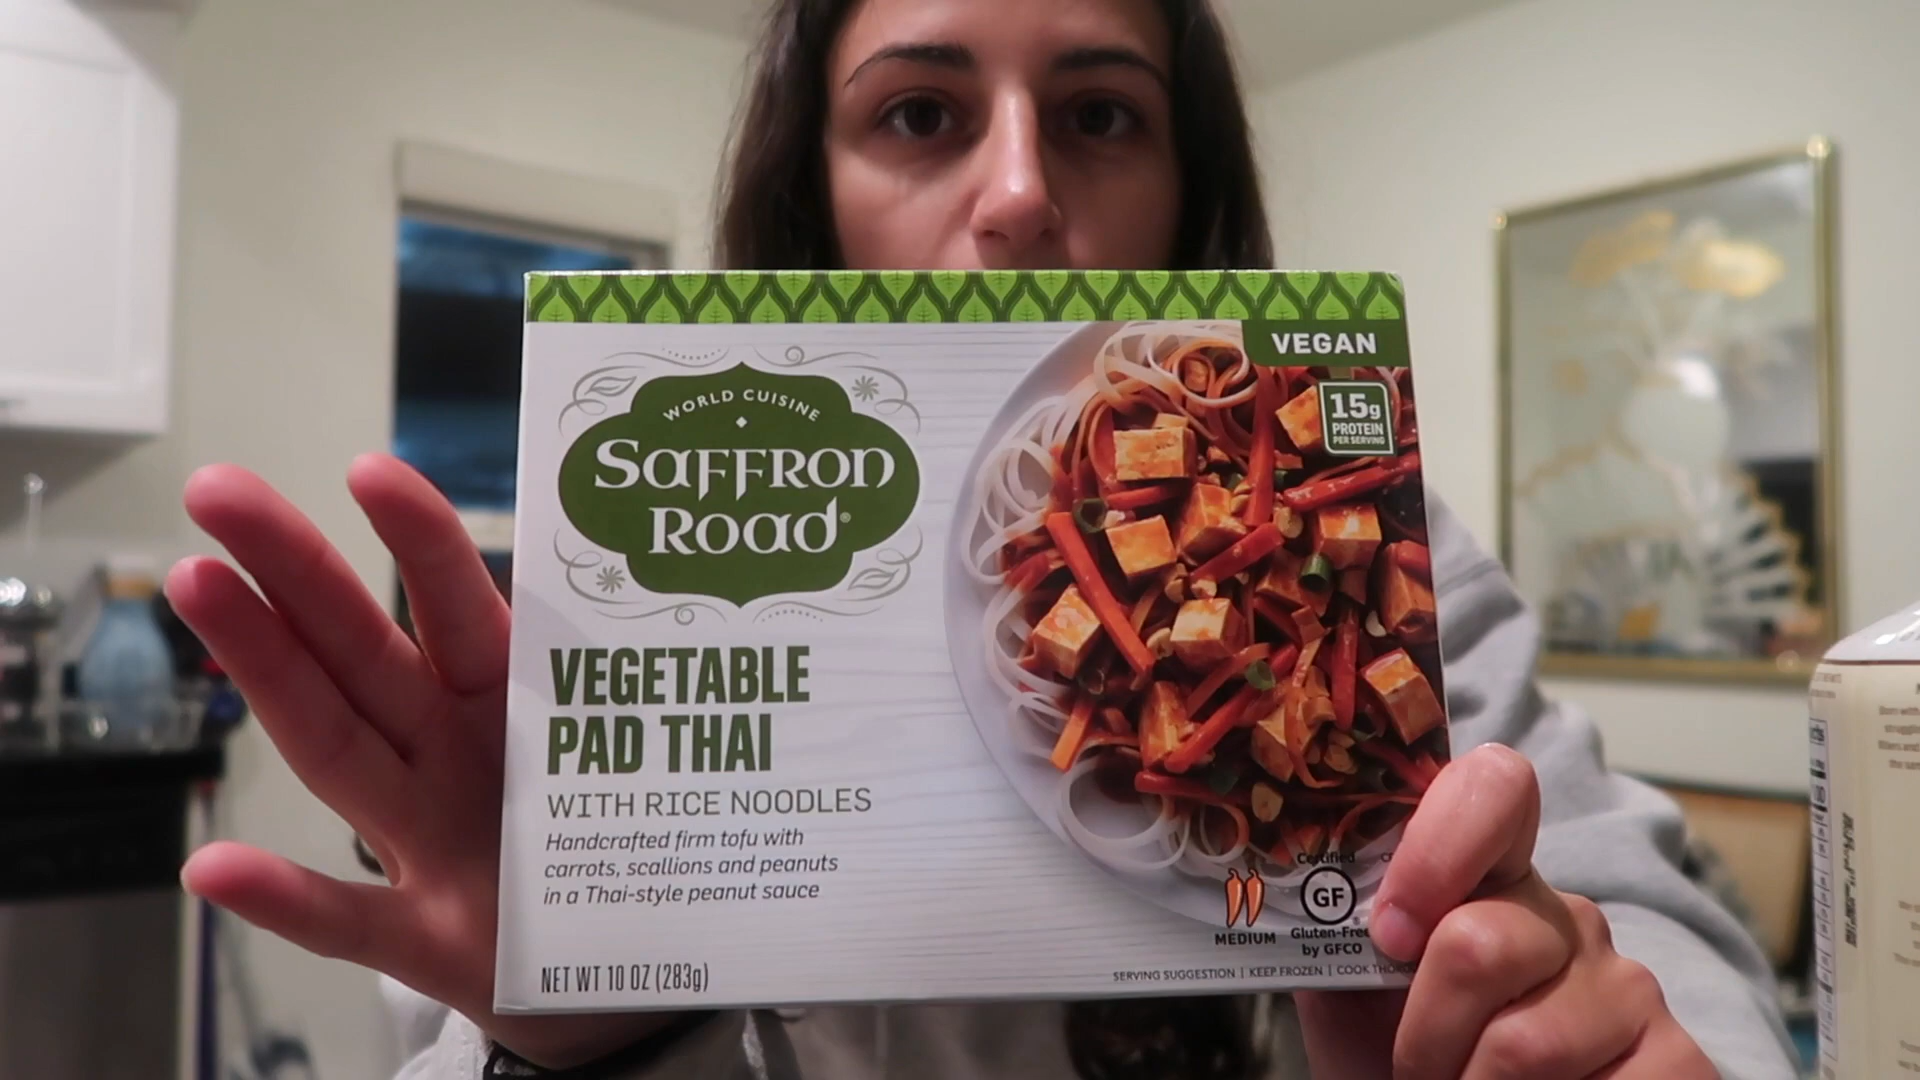 VEGAN
15g
PROTEIN
PER SERVING
WORLD CUISINE
Saffron
Road®
VEGETABLE
PAD THAI
WITH RICE NOODLES
Handcrafted firm tofu with
carrots, scallions and peanuts
in a Thai-style peanut sauce
NET WT 10 OZ (283g)
MEDIUM
Certified
GF
®
Gluten-Free
by GFCO
SERVING SUGGESTION | KEEP FROZEN | COOK